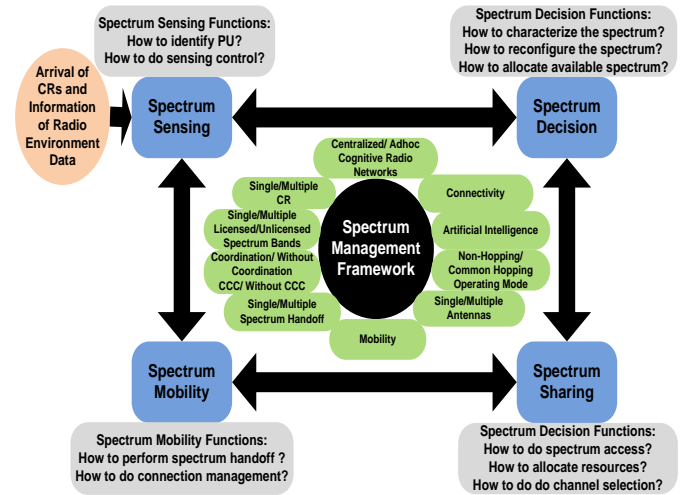 Spectrum Sensing Functions:
How to identify PU?
How to do sensing control?
Spectrum Decision Functions:
How to characterize the spectrum?
How to reconfigure the spectrum?
How to allocate available spectrum?
Arrival of
CRs and
Information
of Radio
Environment
Data
Spectrum
Sensing
Spectrum
Decision
Centralized/ Adhoc
Cognitive Radio
Networks
Single/Multiple
CR
Connectivity
Single/Multiple
Licensed/Unlicensed
Spectrum Bands
Artificial Intelligence
Spectrum
Management
Framework
Coordination/ Without
Coordination
CCC/ Without CCC
Non-Hopping/
Common Hopping
Operating Mode
Single/Multiple
Spectrum Handoff
Single/Multiple
Antennas
Mobility
Spectrum
Mobility
Spectrum
Sharing
Spectrum Mobility Functions:
How to perform spectrum handoff ?
How to do connection management?
Spectrum Decision Functions:
How to do spectrum access?
How to allocate resources?
How to do do channel selection?